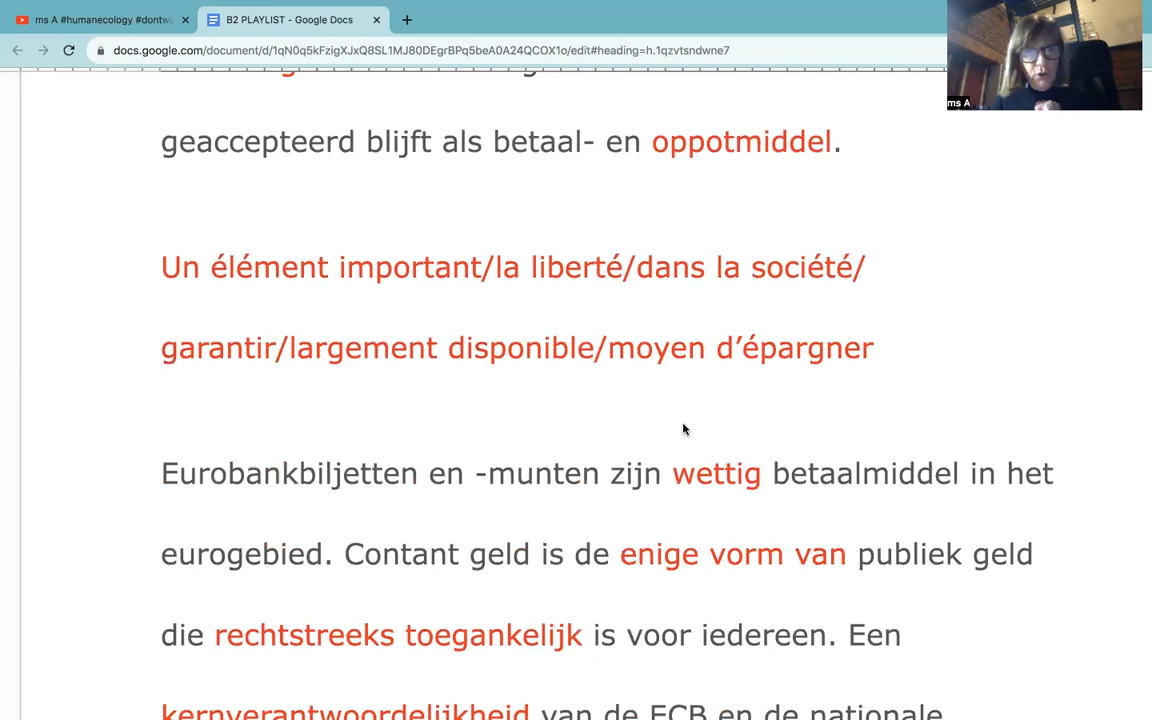 ms A #humanecology #dontw
B2 PLAYLIST - Google Docs
docs.google.com/document/d/1qN0q5kFzigXJxQ8SL1MJ80DEgrBPq5beA0A24QCOX1o/edit#heading=h.1qzvtsndwne7
ms A
geaccepteerd blijft als betaal- en oppotmiddel.
Un élément important/la liberté/dans la société/
garantir/largement disponible/moyen d’épargner
Eurobankbiljetten en -munten zijn wettig betaalmiddel in het
eurogebied. Contant geld is de enige vorm van publiek geld
die rechtstreeks toegankelijk is voor iedereen. Een
kernverantwoordelijkheid van de ECB en de nationale